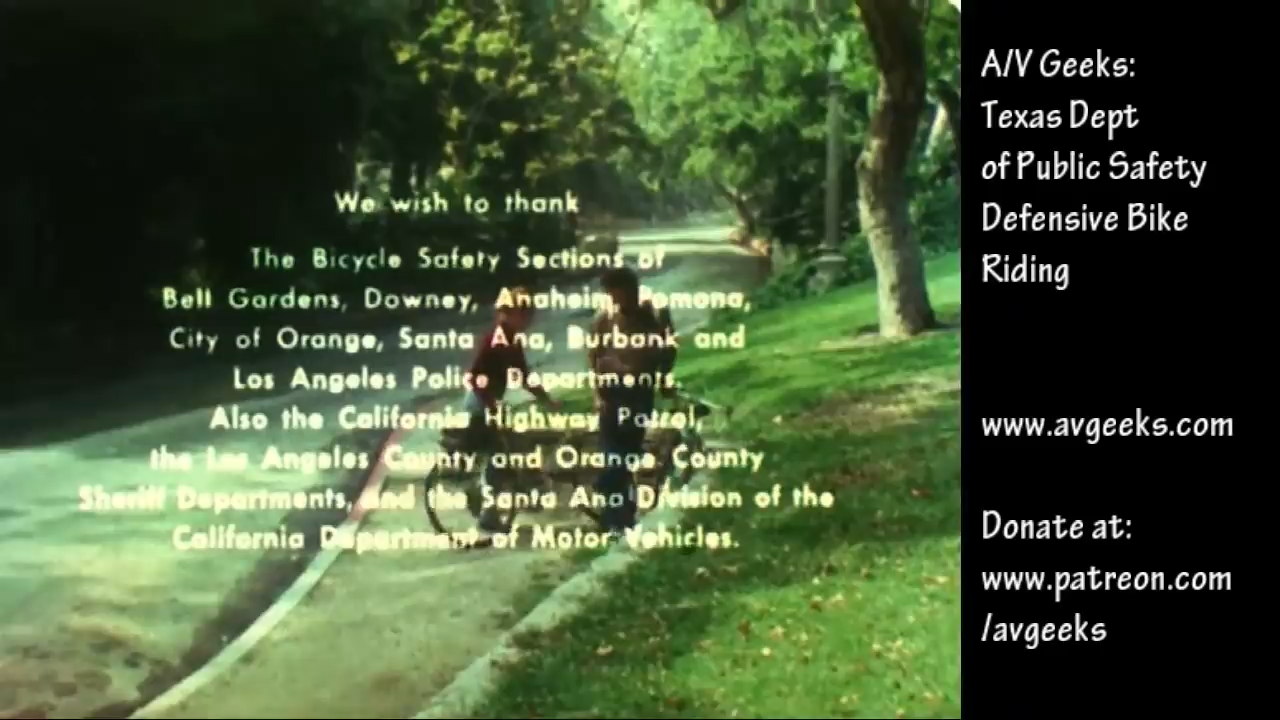 We wish to thank
The Bicycle Safety Sections of
Bell Gardens, Downey, Anaheim, Pomona,
City of Orange, Santa Ana, Burbank and
Los Angeles Police Departments.
Also the California Highway Patrol,
the Los Angeles County and Orange County
Sheriff Departments, and the Santa Ana Division of the
California Department of Motor Vehicles.
A/V Geeks:
Texas Dept
of Public Safety
Defensive Bike
Riding
www.avgeeks.com
Donate at:
www.patreon.com
/avgeeks